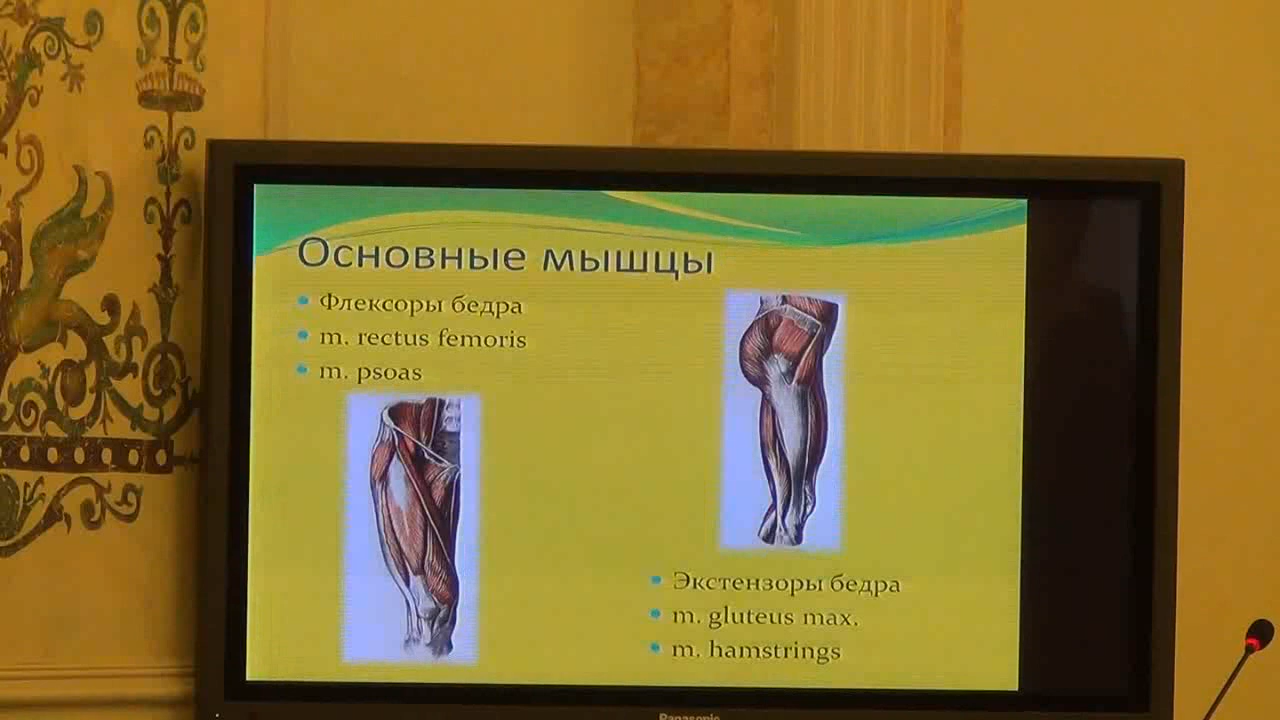 Основные мышцы
Флексоры бедра
m. rectus femoris
m. psoas
Экстензоры бедра
m. gluteus max.
m. hamstrings
Panasonic